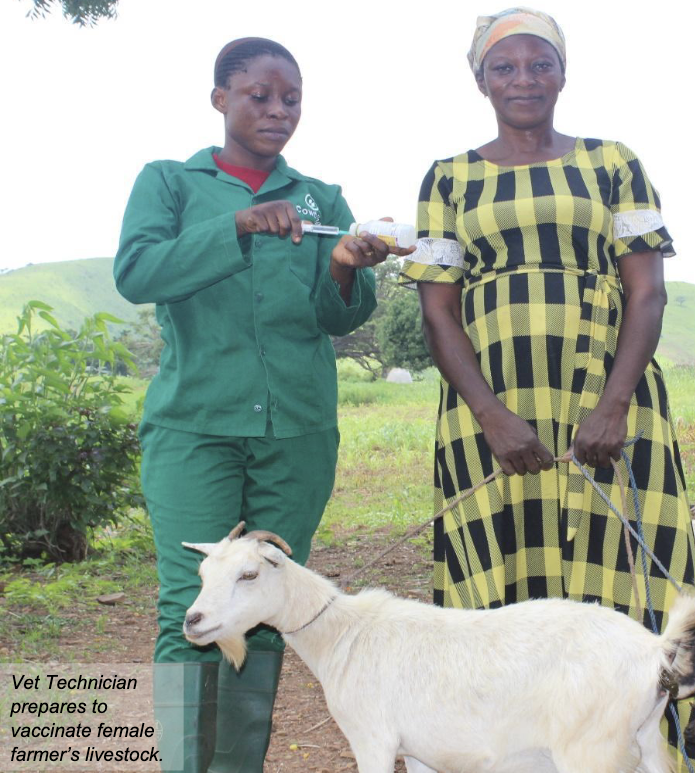 Vet Technician
prepares to
vaccinate female
farmer's livestock.